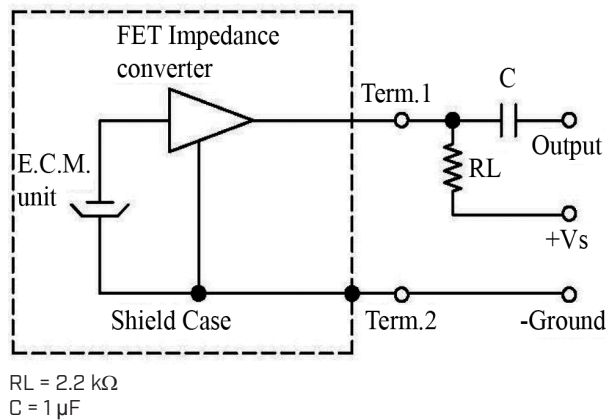 FET Impedance
converter
Term.1
C
Output
E.C.M.
unit
RL
+Vs
Shield Case
Term.2
-Ground
RL = 2.2 kΩ
C = 1 µF